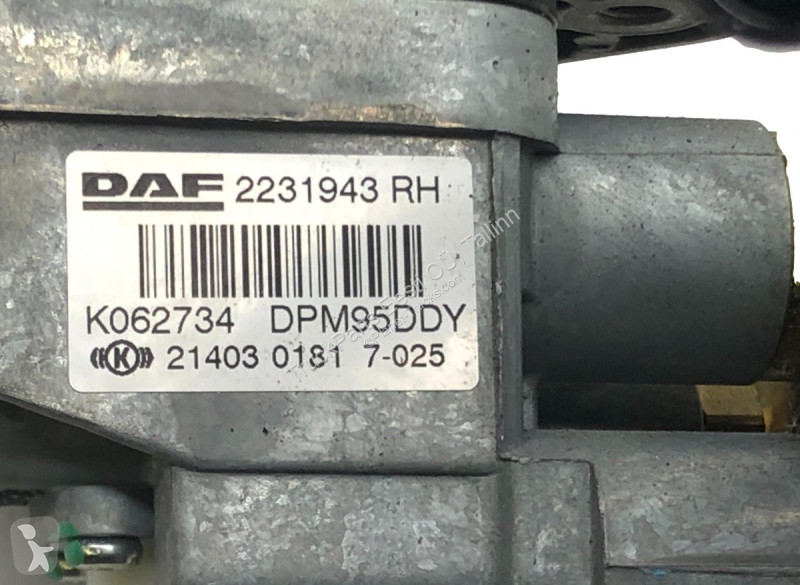 DAF 2231943 RH
K062734 DPM95DDY
((K)) 21403 0181 7-025